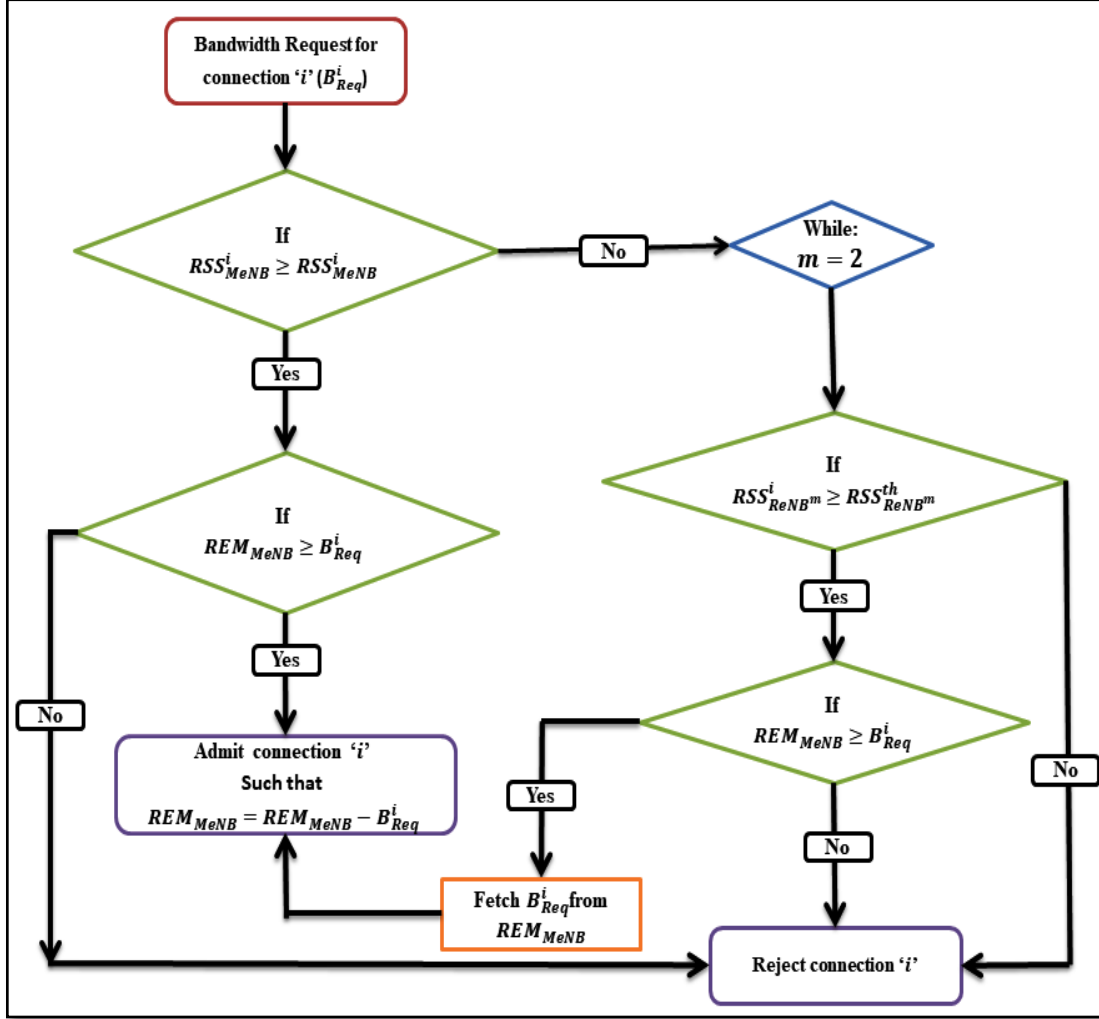 Bandwidth Request for
connection ‘i’ (B^i_Req)
If
RSS^i_MeNB ≥ RSS^i_MeNB
No
While:
m = 2
Yes
If
RSS^i_ReNB^m ≥ RSS^th_ReNB^m
If
REM_MeNB ≥ B^i_Req
Yes
Yes
No
If
REM_MeNB ≥ B^i_Req
Admit connection ‘i’
Such that
REM_MeNB = REM_MeNB − B^i_Req
Yes
No
No
Fetch B^i_Req from
REM_MeNB
Reject connection ‘i’